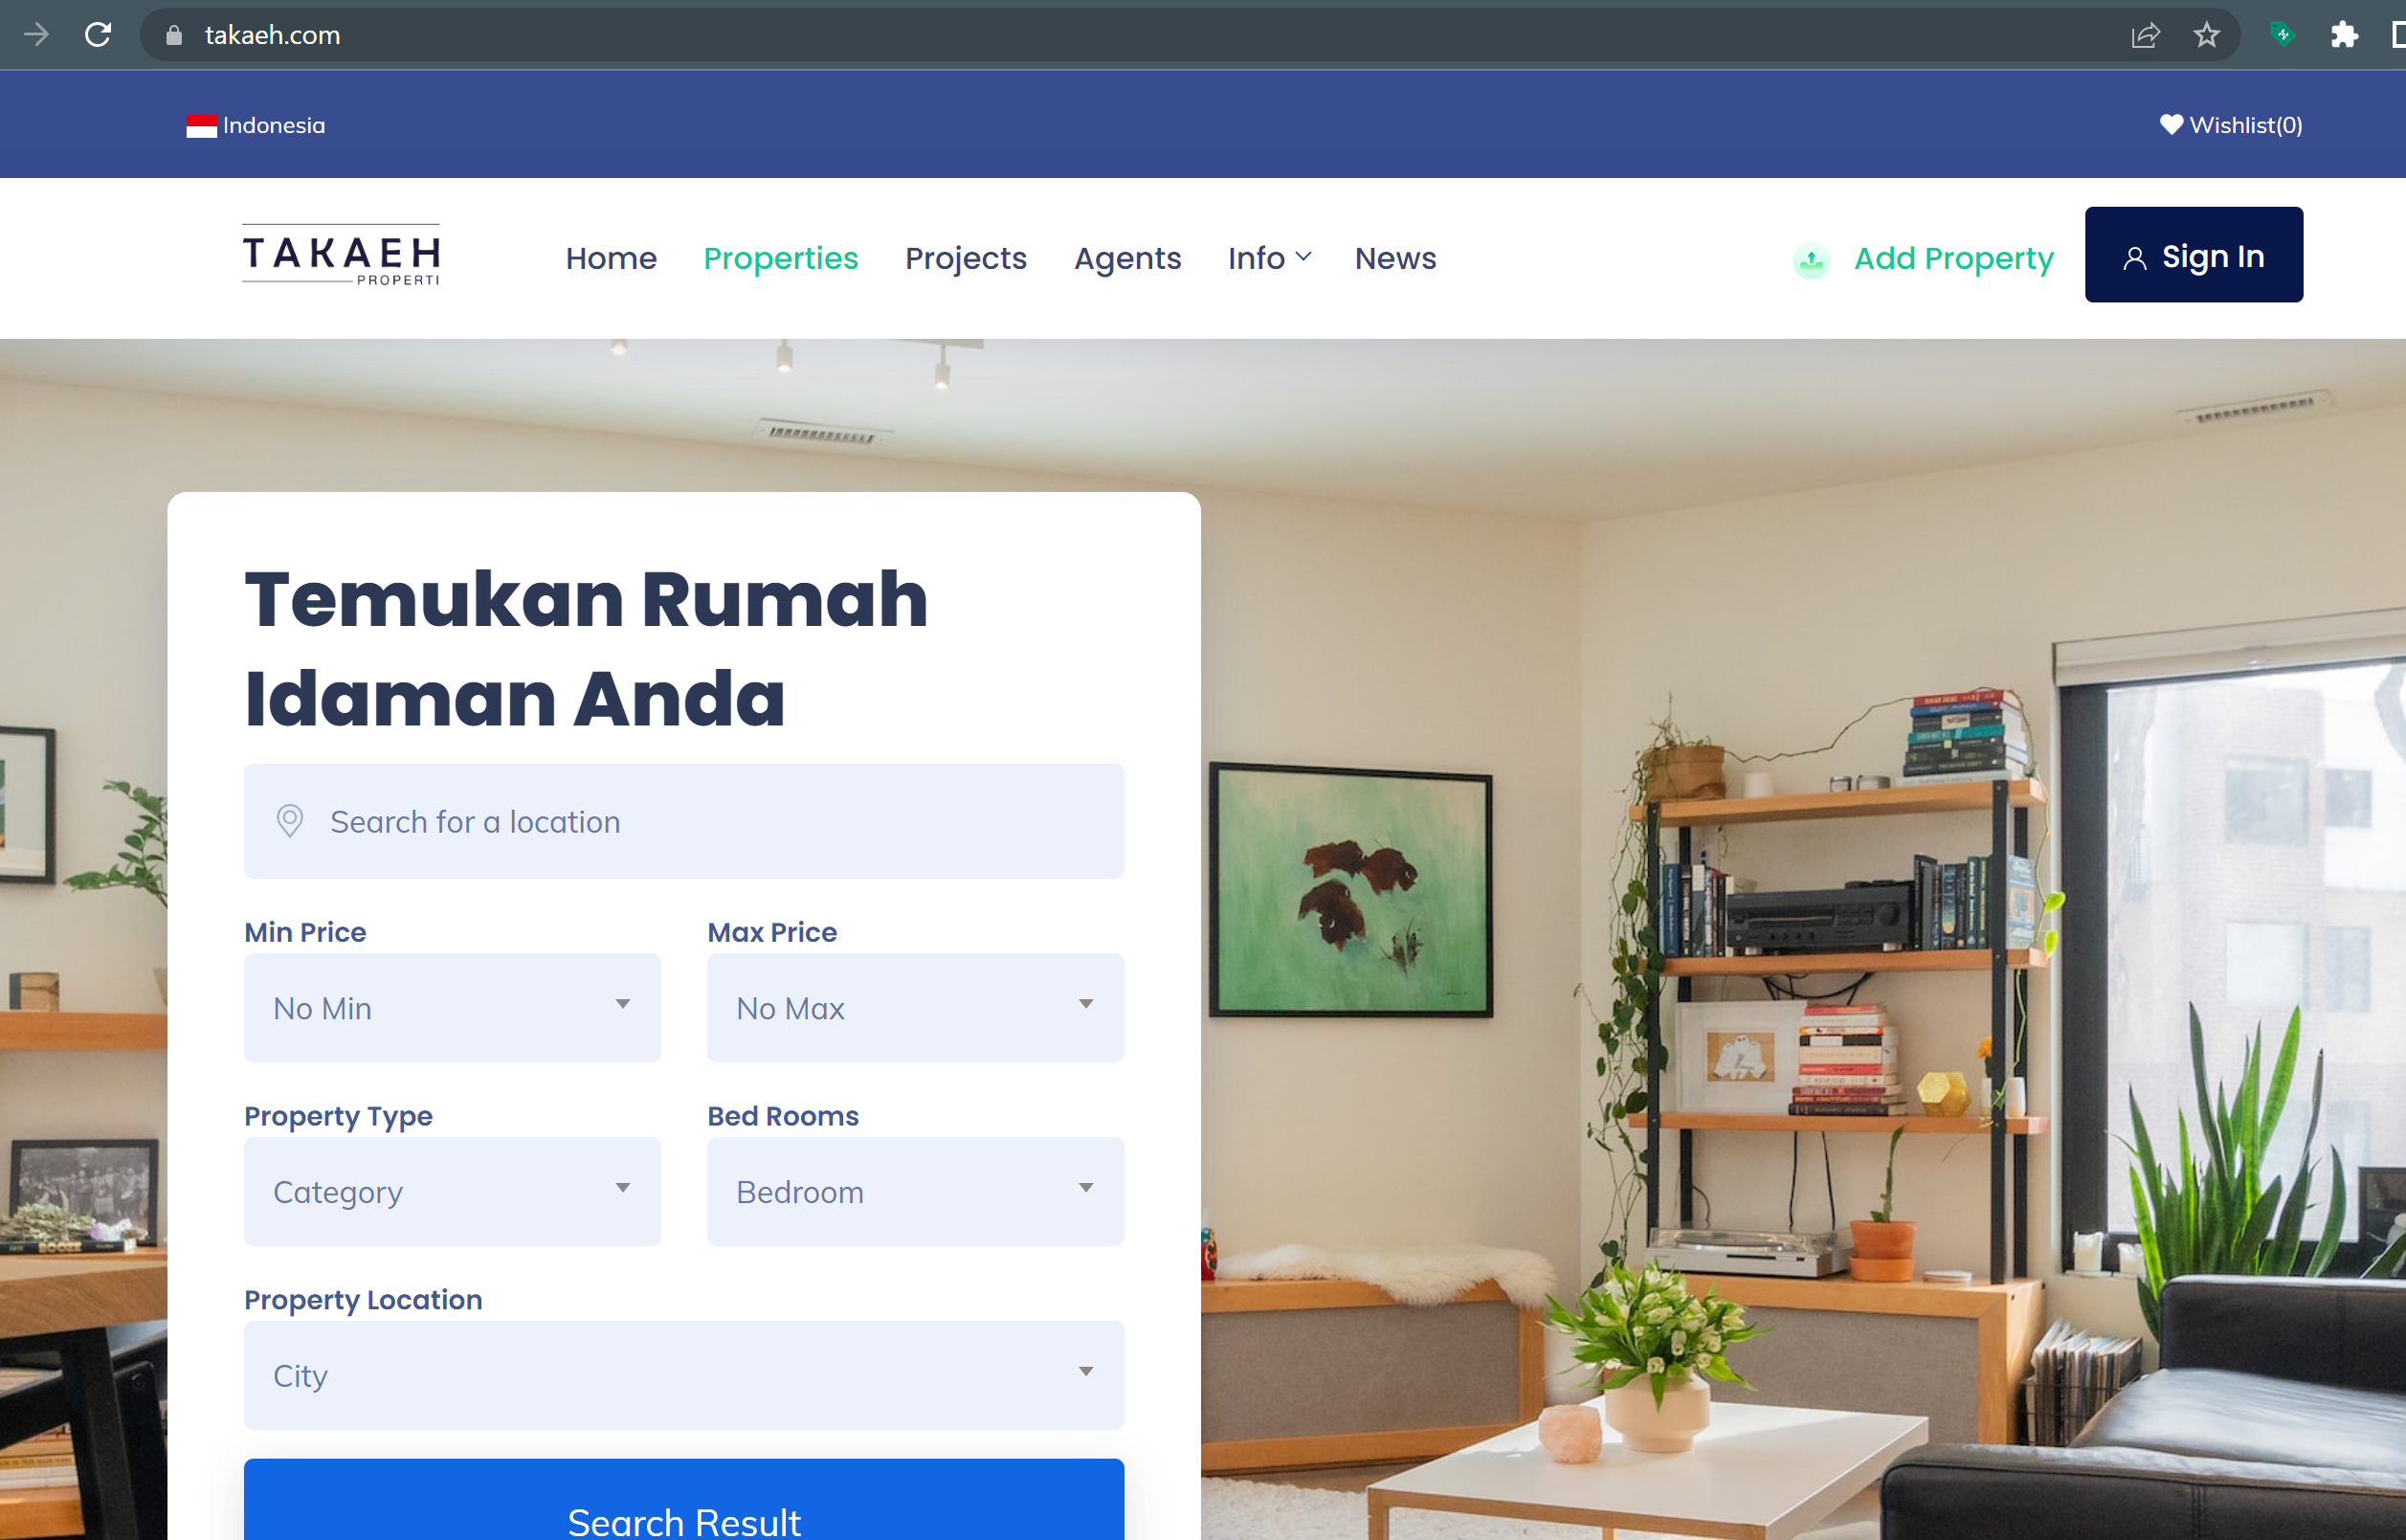 takaeh.com
Indonesia
Wishlist(0)
TAKAEH
PROPERTI
Home
Properties
Projects
Agents
Info
News
Add Property
Sign In
Temukan Rumah
Idaman Anda
Search for a location
Min Price
Max Price
No Min
No Max
Property Type
Bed Rooms
Category
Bedroom
Property Location
City
Search Result